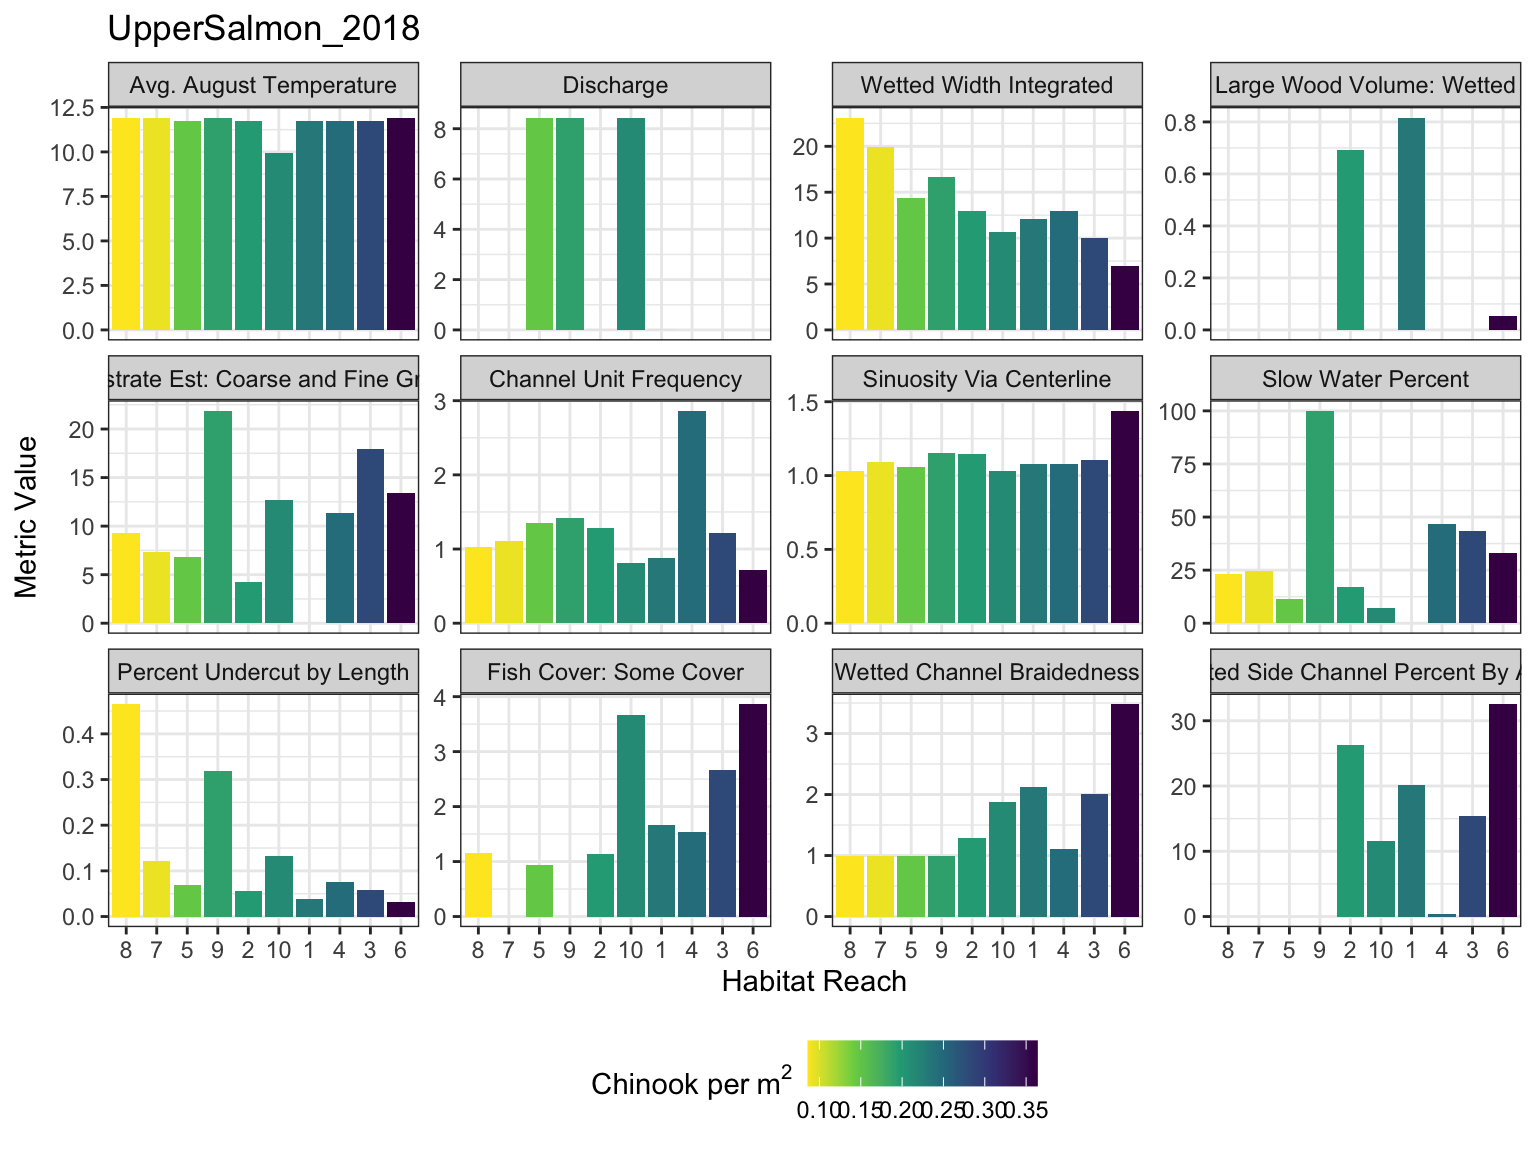 UpperSalmon_2018
Avg. August Temperature
Discharge
Wetted Width Integrated
Large Wood Volume: Wetted
12.5
10.0
7.5
5.0
2.5
0.0
8
6
4
2
0
20
15
10
5
0
0.8
0.6
0.4
0.2
0.0
strate Est: Coarse and Fine Gr
Channel Unit Frequency
Sinuosity Via Centerline
Slow Water Percent
20
15
10
5
0
3
2
1
0
1.5
1.0
0.5
0.0
100
75
50
25
0
Metric Value
Percent Undercut by Length
Fish Cover: Some Cover
Wetted Channel Braidedness
ted Side Channel Percent By A
0.4
0.3
0.2
0.1
0.0
4
3
2
1
0
3
2
1
0
30
20
10
0
8 7 5 9 2 10 1 4 3 6
8 7 5 9 2 10 1 4 3 6
8 7 5 9 2 10 1 4 3 6
8 7 5 9 2 10 1 4 3 6
Habitat Reach
Chinook per m²
0.10 0.15 0.20 0.25 0.30 0.35